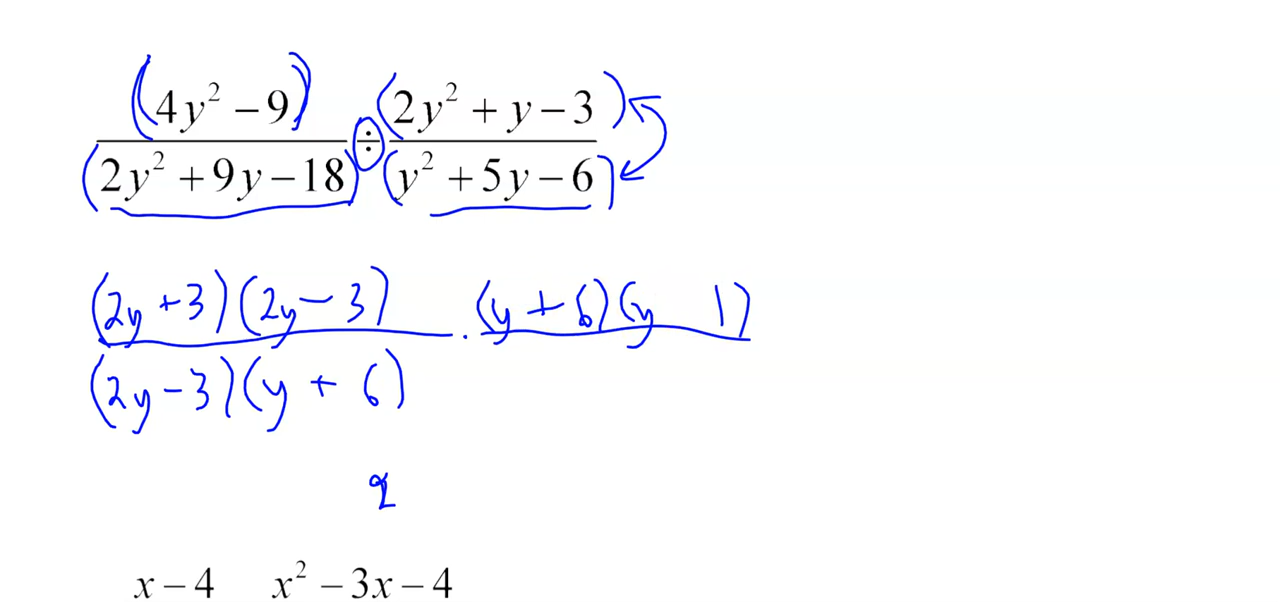 (4y² − 9) ÷ (2y² + y − 3)
(2y² + 9y − 18) (y² + 5y − 6)
(2y + 3)(2y − 3) · (y + 6)(y 1)
(2y − 3)(y + 6)
x − 4 x² − 3x − 4